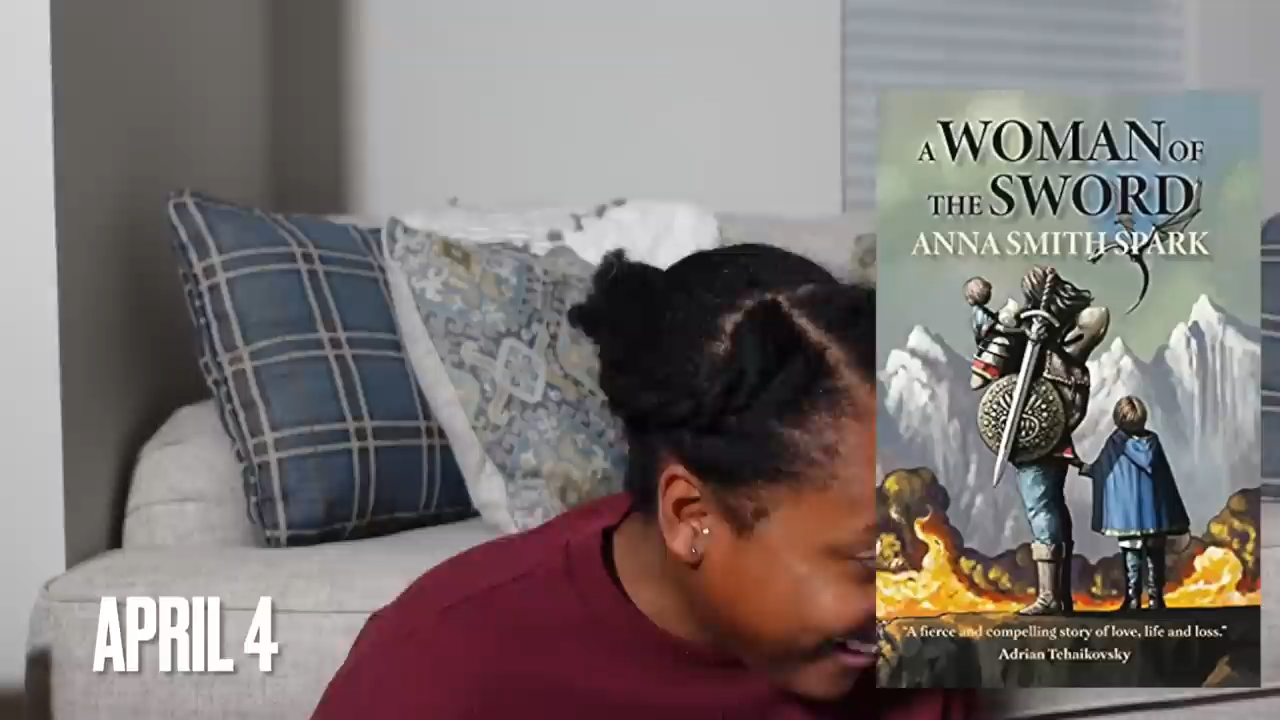 A WOMAN OF
THE SWORD
ANNA SMITH SPARK
"A fierce and compelling story of love, life and loss."
Adrian Tchaikovsky
APRIL 4